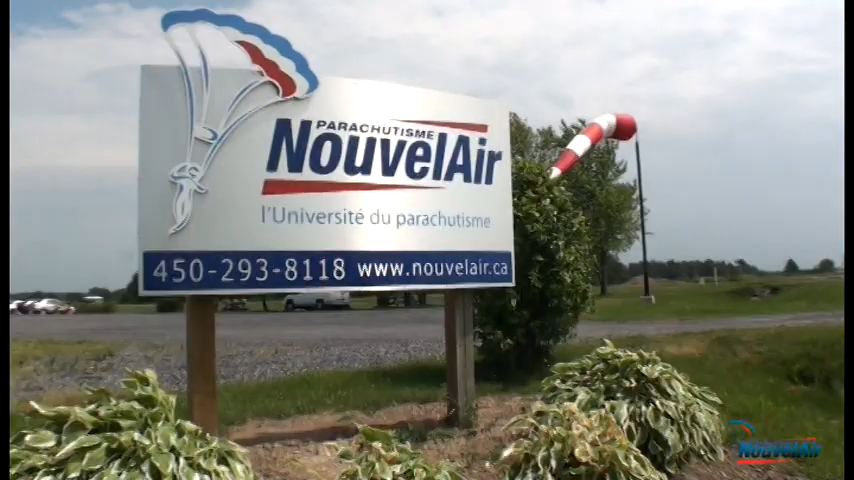 PARACHUTISME
NouvelAir
l'Université du parachutisme
450-293-8118 www.nouvelair.ca
NouvelAir